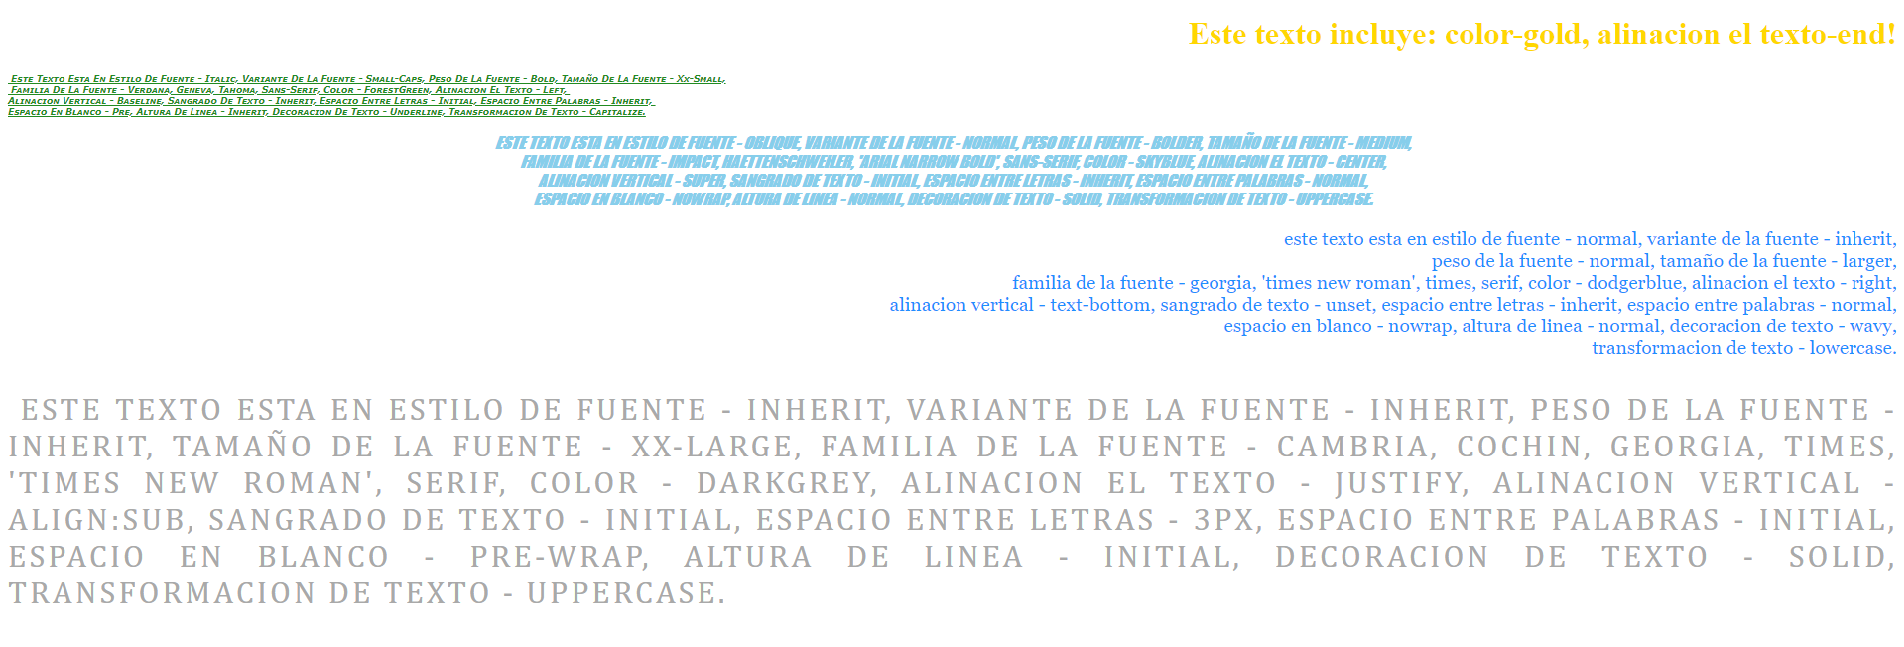 Este texto incluye: color-gold, alinacion el texto-end!
Este Texto Esta En Estilo De Fuente - Italic, Variante De La Fuente - Small-Caps, Peso De La Fuente - Bold, Tamaño De La Fuente - Xx-Small,
Familia De La Fuente - Verdana, Geneva, Tahoma, Sans-Serif, Color - ForestGreen, Alinacion El Texto - Left,
Alinacion Vertical - Baseline, Sangrado De Texto - Inherit, Espacio Entre Letras - Initial, Espacio Entre Palabras - Inherit,
Espacio En Blanco - Pre, Altura De Linea - Inherit, Decoracion De Texto - Underline, Transformacion De Texto - Capitalize.
ESTE TEXTO ESTA EN ESTILO DE FUENTE - OBLIQUE, VARIANTE DE LA FUENTE - NORMAL, PESO DE LA FUENTE - BOLDER, TAMAÑO DE LA FUENTE - MEDIUM,
FAMILIA DE LA FUENTE - IMPACT, HAETTENSCHWEILER, 'ARIAL NARROW BOLD', SANS-SERIF, COLOR - SKYBLUE, ALINACION EL TEXTO - CENTER,
ALINACION VERTICAL - SUPER, SANGRADO DE TEXTO - INITIAL, ESPACIO ENTRE LETRAS - INHERIT, ESPACIO ENTRE PALABRAS - NORMAL,
ESPACIO EN BLANCO - NOWRAP, ALTURA DE LINEA - NORMAL, DECORACION DE TEXTO - SOLID, TRANSFORMACION DE TEXTO - UPPERCASE.
este texto esta en estilo de fuente - normal, variante de la fuente - inherit,
peso de la fuente - normal, tamaño de la fuente - larger,
familia de la fuente - georgia, 'times new roman', times, serif, color - dodgerblue, alinacion el texto - right,
alinacion vertical - text-bottom, sangrado de texto - unset, espacio entre letras - inherit, espacio entre palabras - normal,
espacio en blanco - nowrap, altura de linea - normal, decoracion de texto - wavy,
transformacion de texto - lowercase.
ESTE TEXTO ESTA EN ESTILO DE FUENTE - INHERIT, VARIANTE DE LA FUENTE - INHERIT, PESO DE LA FUENTE -
INHERIT, TAMAÑO DE LA FUENTE - XX-LARGE, FAMILIA DE LA FUENTE - CAMBRIA, COCHIN, GEORGIA, TIMES,
'TIMES NEW ROMAN', SERIF, COLOR - DARKGREY, ALINACION EL TEXTO - JUSTIFY, ALINACION VERTICAL -
ALIGN:SUB, SANGRADO DE TEXTO - INITIAL, ESPACIO ENTRE LETRAS - 3PX, ESPACIO ENTRE PALABRAS - INITIAL,
ESPACIO EN BLANCO - PRE-WRAP, ALTURA DE LINEA - INITIAL, DECORACION DE TEXTO - SOLID,
TRANSFORMACION DE TEXTO - UPPERCASE.